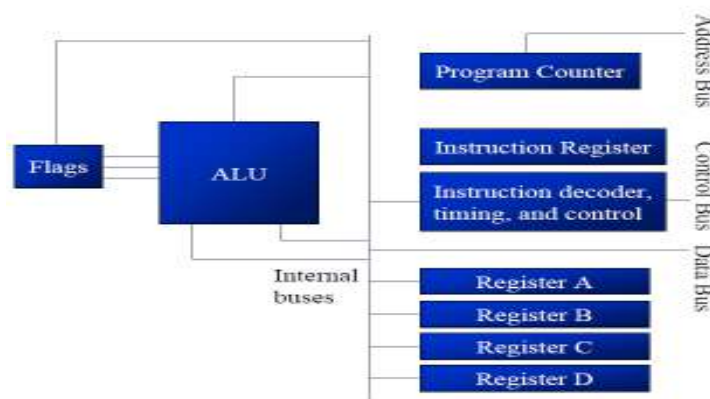 Program Counter
Address Bus
Flags
ALU
Instruction Register
Instruction decoder,
timing, and control
Control Bus
Internal
buses
Data Bus
Register A
Register B
Register C
Register D